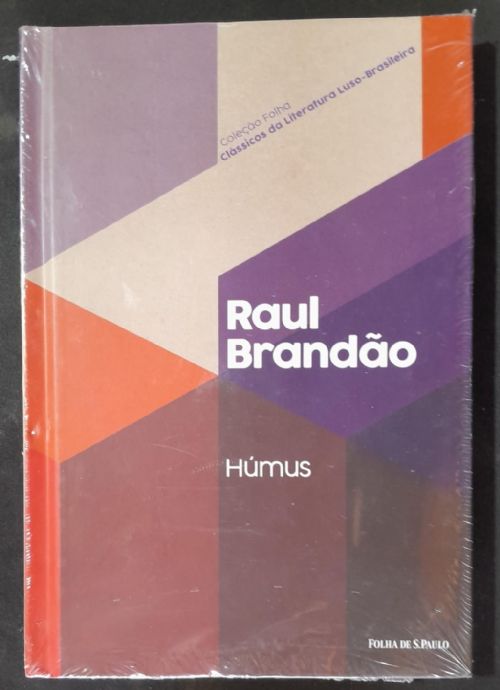 Coleção Folha
Clássicos da Literatura Luso-Brasileira
Raul
Brandão
Húmus
FOLHA DE S.PAULO